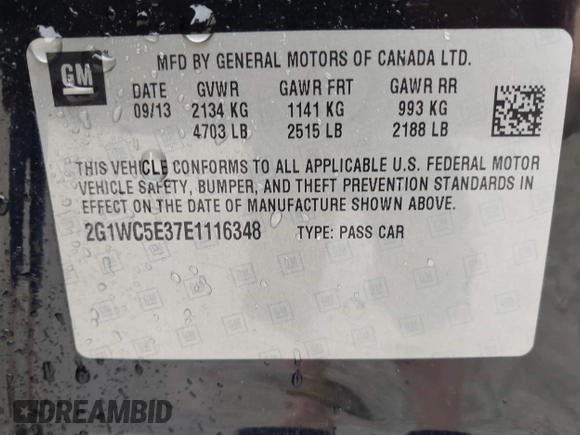 GM
MFD BY GENERAL MOTORS OF CANADA LTD.
DATE GVWR GAWR FRT GAWR RR
09/13 2134 KG 1141 KG 993 KG
4703 LB 2515 LB 2188 LB
THIS VEHICLE CONFORMS TO ALL APPLICABLE U.S. FEDERAL MOTOR
VEHICLE SAFETY, BUMPER, AND THEFT PREVENTION STANDARDS IN
EFFECT ON THE DATE OF MANUFACTURE SHOWN ABOVE.
2G1WC5E37E1116348 TYPE: PASS CAR
DREAMBID